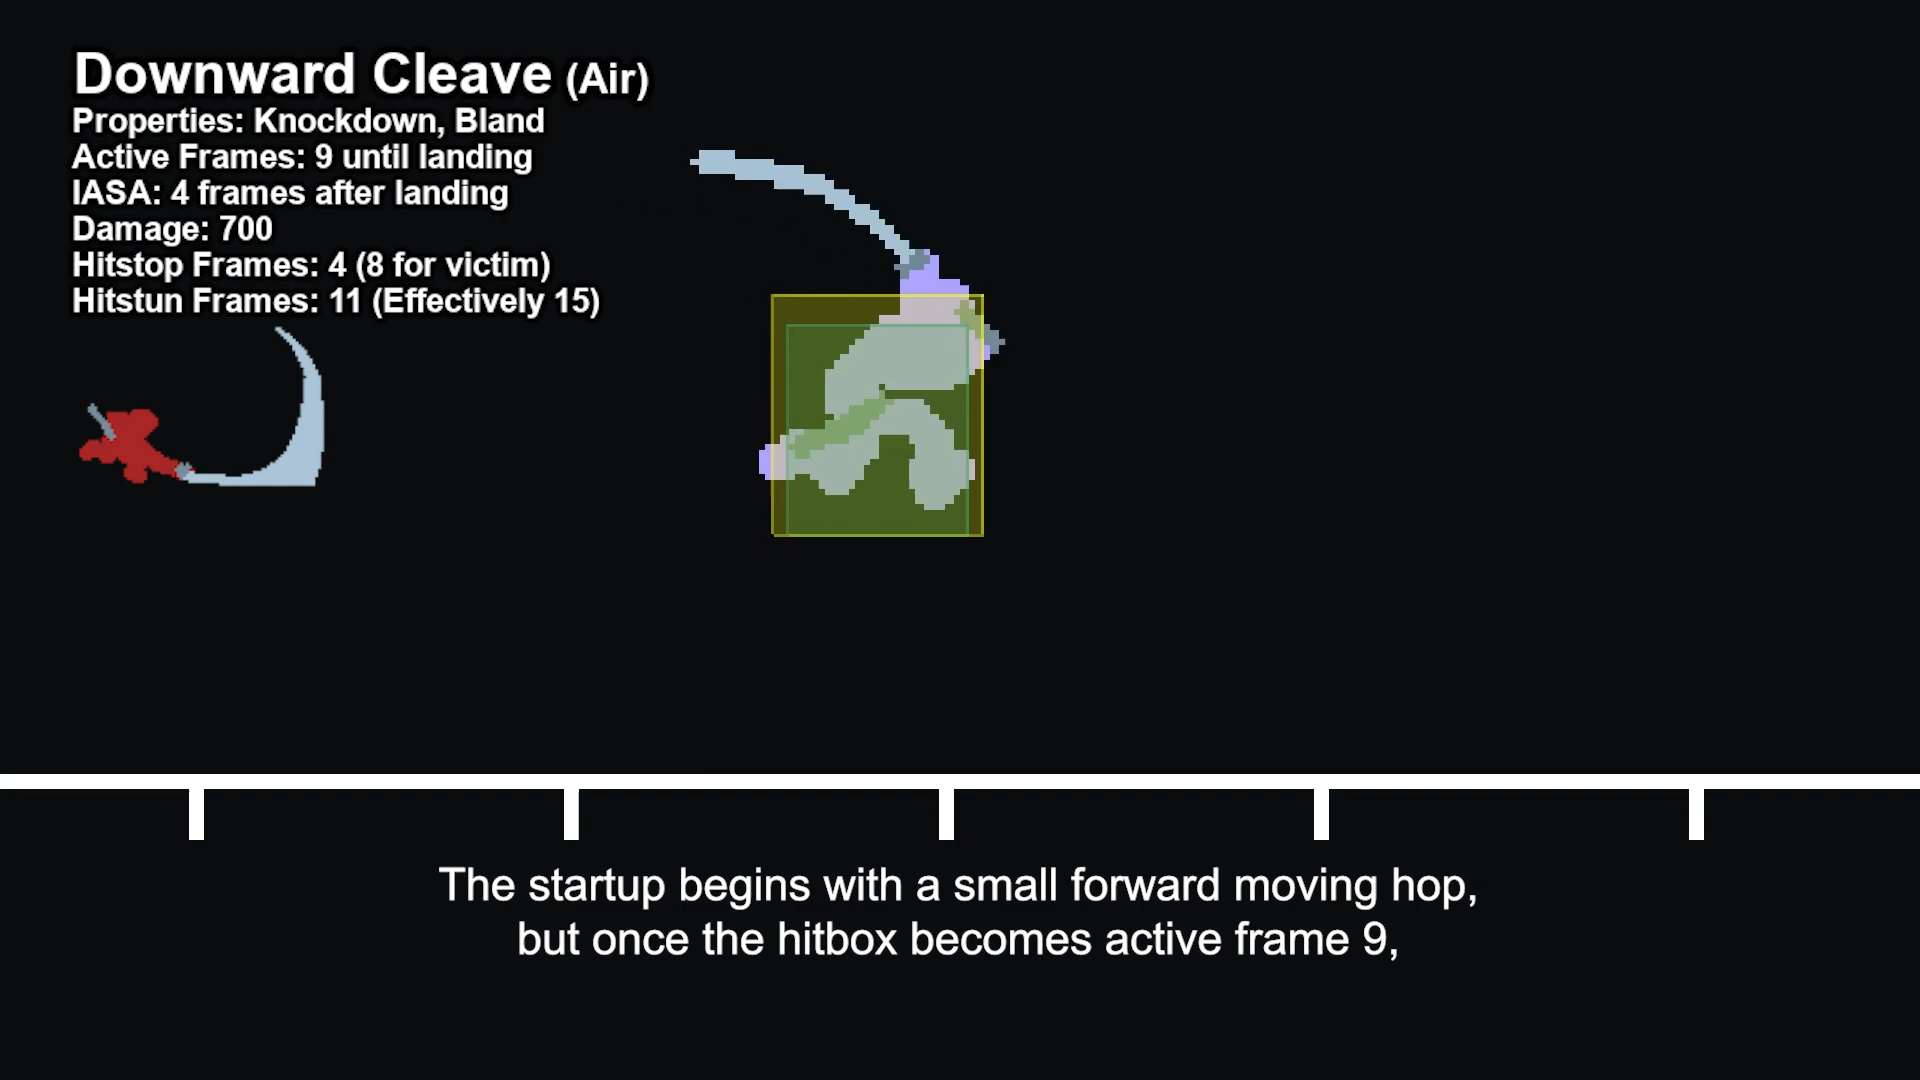 Downward Cleave (Air)
Properties: Knockdown, Bland
Active Frames: 9 until landing
IASA: 4 frames after landing
Damage: 700
Hitstop Frames: 4 (8 for victim)
Hitstun Frames: 11 (Effectively 15)
The startup begins with a small forward moving hop,
but once the hitbox becomes active frame 9,